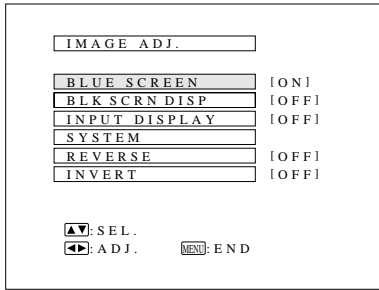 IMAGE ADJ.
BLUE SCREEN [ON]
BLK SCRN DISP [OFF]
INPUT DISPLAY [OFF]
SYSTEM
REVERSE [OFF]
INVERT [OFF]
▲▼:SEL.
◀▶:ADJ. MENU:END